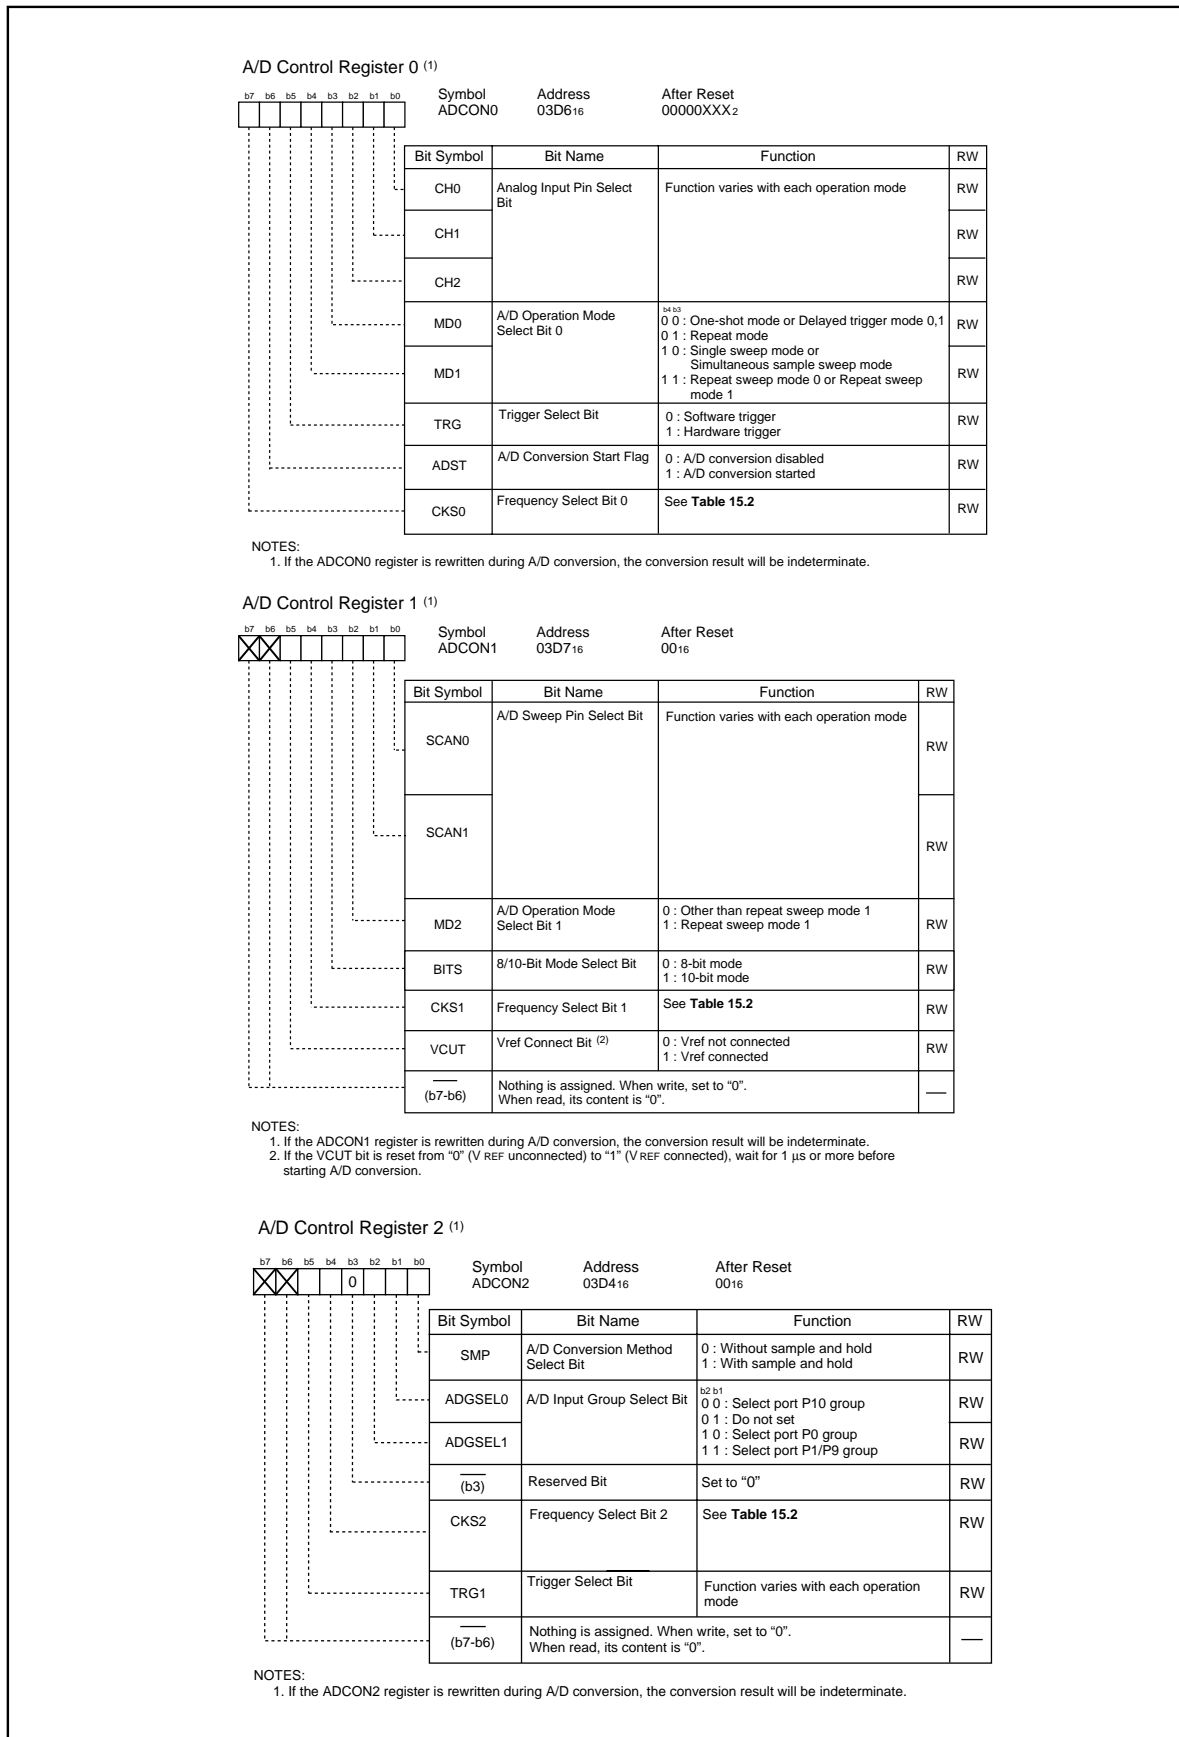 A/D Control Register 0 (1)
b7 b6 b5 b4 b3 b2 b1 b0
Symbol Address After Reset
ADCON0 03D616 00000XXX2
Bit Symbol Bit Name Function RW
CH0 Analog Input Pin Select Function varies with each operation mode RW
Bit
CH1 RW
CH2 RW
MD0 A/D Operation Mode b4 b3 RW
Select Bit 0 0 0 : One-shot mode or Delayed trigger mode 0,1
0 1 : Repeat mode
1 0 : Single sweep mode or
Simultaneous sample sweep mode
MD1 1 1 : Repeat sweep mode 0 or Repeat sweep RW
mode 1
TRG Trigger Select Bit 0 : Software trigger RW
1 : Hardware trigger
ADST A/D Conversion Start Flag 0 : A/D conversion disabled RW
1 : A/D conversion started
CKS0 Frequency Select Bit 0 See Table 15.2 RW
NOTES:
1. If the ADCON0 register is rewritten during A/D conversion, the conversion result will be indeterminate.
A/D Control Register 1 (1)
b7 b6 b5 b4 b3 b2 b1 b0
Symbol Address After Reset
ADCON1 03D716 0016
Bit Symbol Bit Name Function RW
SCAN0 A/D Sweep Pin Select Bit Function varies with each operation mode RW
SCAN1 RW
MD2 A/D Operation Mode 0 : Other than repeat sweep mode 1 RW
Select Bit 1 1 : Repeat sweep mode 1
BITS 8/10-Bit Mode Select Bit 0 : 8-bit mode RW
1 : 10-bit mode
CKS1 Frequency Select Bit 1 See Table 15.2 RW
VCUT Vref Connect Bit (2) 0 : Vref not connected RW
1 : Vref connected
(b7-b6) Nothing is assigned. When write, set to “0”. —
When read, its content is “0”.
NOTES:
1. If the ADCON1 register is rewritten during A/D conversion, the conversion result will be indeterminate.
2. If the VCUT bit is reset from “0” (V REF unconnected) to “1” (V REF connected), wait for 1 µs or more before
starting A/D conversion.
A/D Control Register 2 (1)
b7 b6 b5 b4 b3 b2 b1 b0
0
Symbol Address After Reset
ADCON2 03D416 0016
Bit Symbol Bit Name Function RW
SMP A/D Conversion Method 0 : Without sample and hold RW
Select Bit 1 : With sample and hold
ADGSEL0 A/D Input Group Select Bit b2 b1 RW
0 0 : Select port P10 group
0 1 : Do not set
ADGSEL1 1 0 : Select port P0 group RW
1 1 : Select port P1/P9 group
(b3) Reserved Bit Set to “0” RW
CKS2 Frequency Select Bit 2 See Table 15.2 RW
TRG1 Trigger Select Bit Function varies with each operation RW
mode
(b7-b6) Nothing is assigned. When write, set to “0”. —
When read, its content is “0”.
NOTES:
1. If the ADCON2 register is rewritten during A/D conversion, the conversion result will be indeterminate.